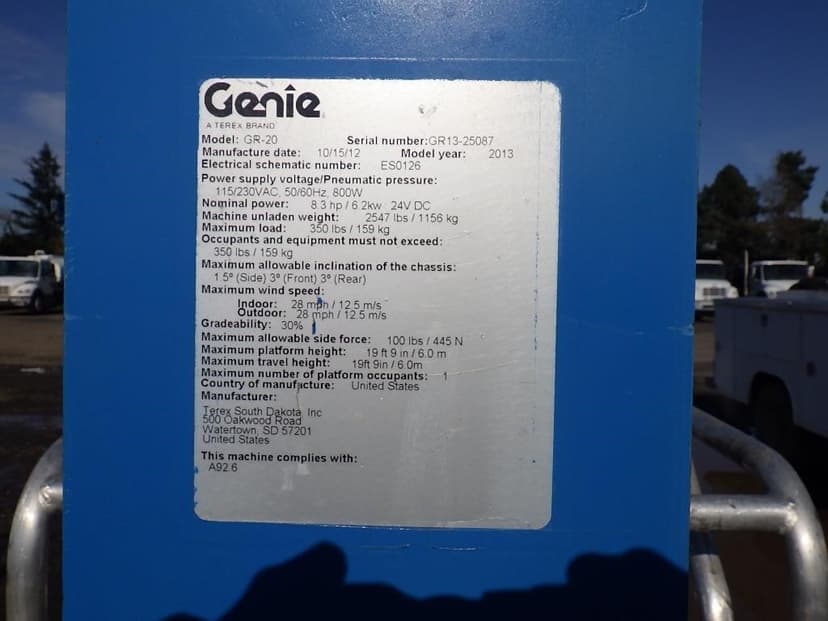 Genie
A TEREX BRAND
Model: GR-20 Serial number:GR13-25087
Manufacture date: 10/15/12 Model year: 2013
Electrical schematic number: ES0126
Power supply voltage/Pneumatic pressure:
115/230VAC, 50/60Hz, 800W
Nominal power: 8.3 hp / 6.2kw 24V DC
Machine unladen weight: 2547 lbs / 1156 kg
Maximum load: 350 lbs / 159 kg
Occupants and equipment must not exceed:
350 lbs / 159 kg
Maximum allowable inclination of the chassis:
1.5º (Side) 3º (Front) 3º (Rear)
Maximum wind speed:
Indoor: 28 mph / 12.5 m/s
Outdoor: 28 mph / 12.5 m/s
Gradeability: 30%
Maximum allowable side force: 100 lbs / 445 N
Maximum platform height: 19 ft 9 in / 6.0 m
Maximum travel height: 19ft 9in / 6.0m
Maximum number of platform occupants: 1
Country of manufacture: United States
Manufacturer:
Terex South Dakota, Inc
500 Oakwood Road
Watertown, SD 57201
United States
This machine complies with:
A92.6